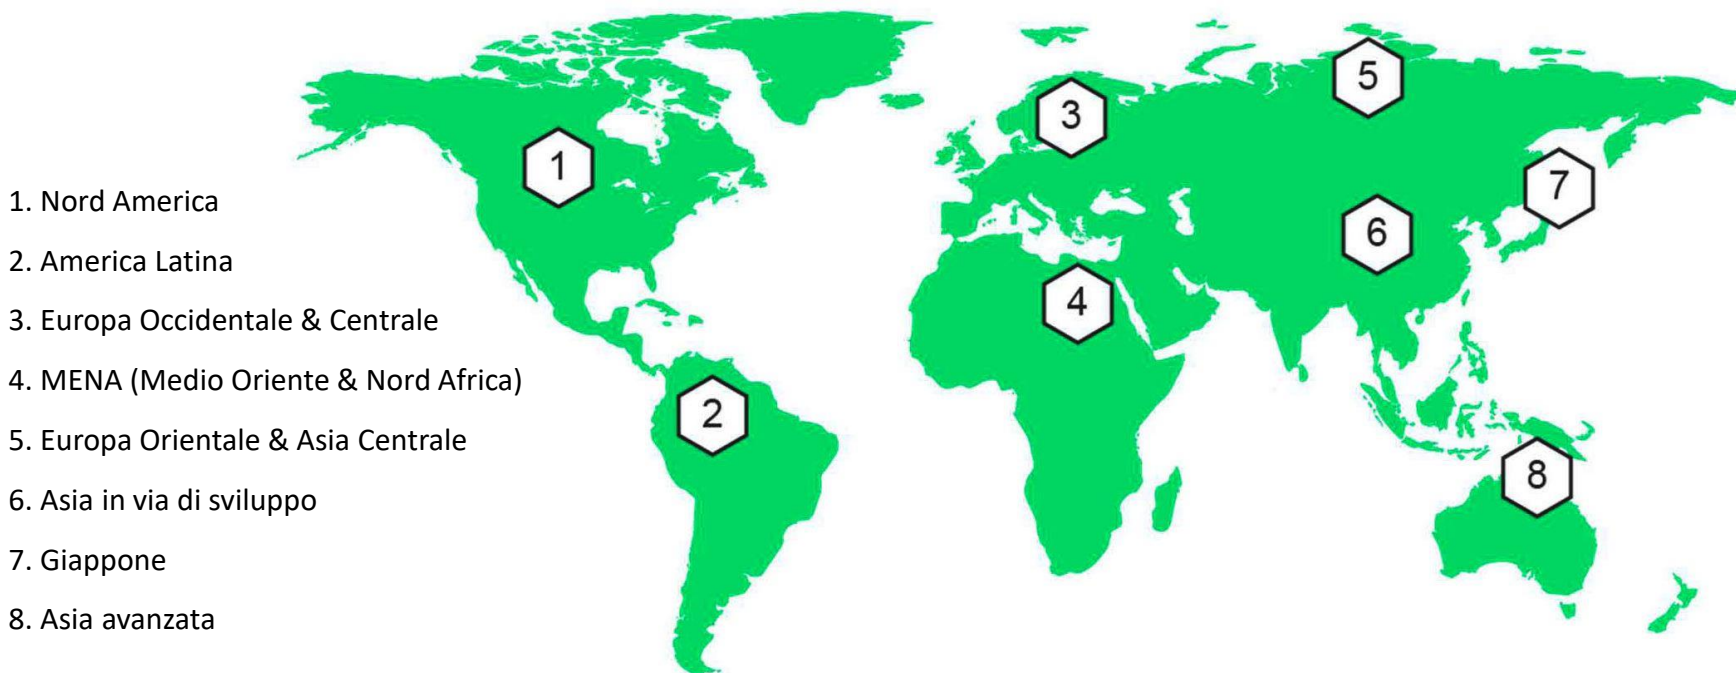 1. Nord America
2. America Latina
3. Europa Occidentale & Centrale
4. MENA (Medio Oriente & Nord Africa)
5. Europa Orientale & Asia Centrale
6. Asia in via di sviluppo
7. Giappone
8. Asia avanzata
1
2
3
4
5
6
7
8